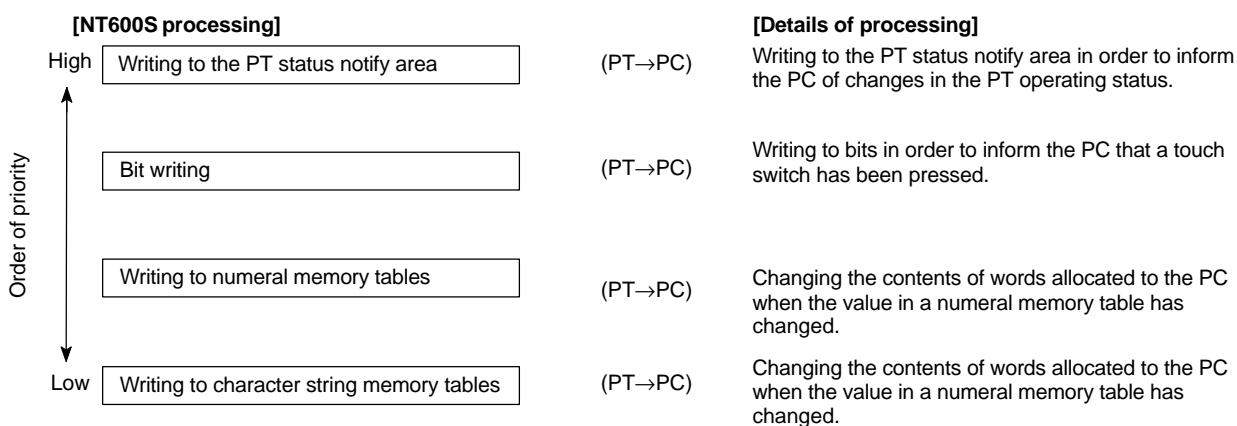 [NT600S processing]
[Details of processing]
High
Writing to the PT status notify area
(PT→PC)
Writing to the PT status notify area in order to inform
the PC of changes in the PT operating status.
Order of priority
Bit writing
(PT→PC)
Writing to bits in order to inform the PC that a touch
switch has been pressed.
Writing to numeral memory tables
(PT→PC)
Changing the contents of words allocated to the PC
when the value in a numeral memory table has
changed.
Low
Writing to character string memory tables
(PT→PC)
Changing the contents of words allocated to the PC
when the value in a numeral memory table has
changed.